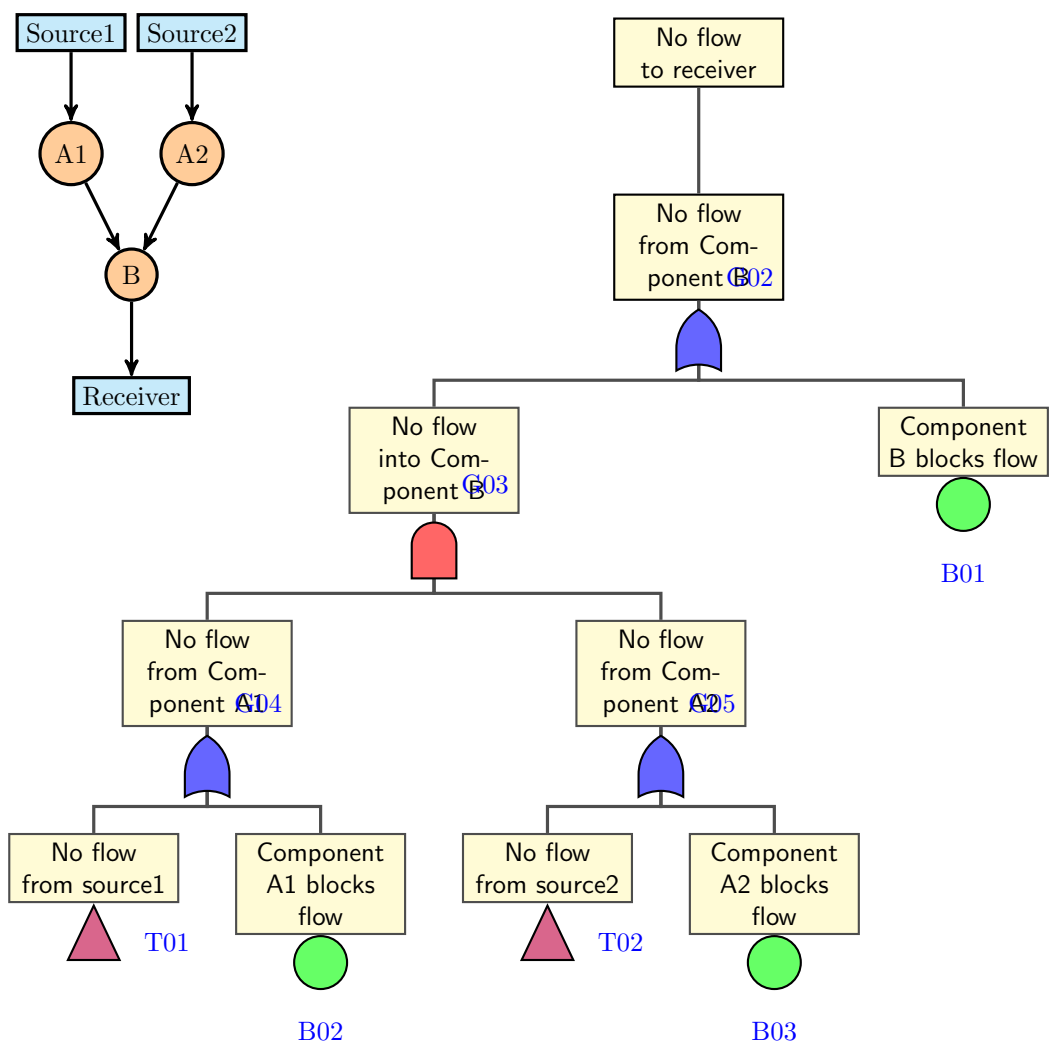 Source1
Source2
A1
A2
B
Receiver
No flow
to receiver
No flow
from Com-
ponent B
G02
No flow
into Com-
ponent B
G03
Component
B blocks flow
B01
No flow
from Com-
ponent A1
G04
No flow
from Com-
ponent A2
G05
No flow
from source1
T01
Component
A1 blocks
flow
B02
No flow
from source2
T02
Component
A2 blocks
flow
B03